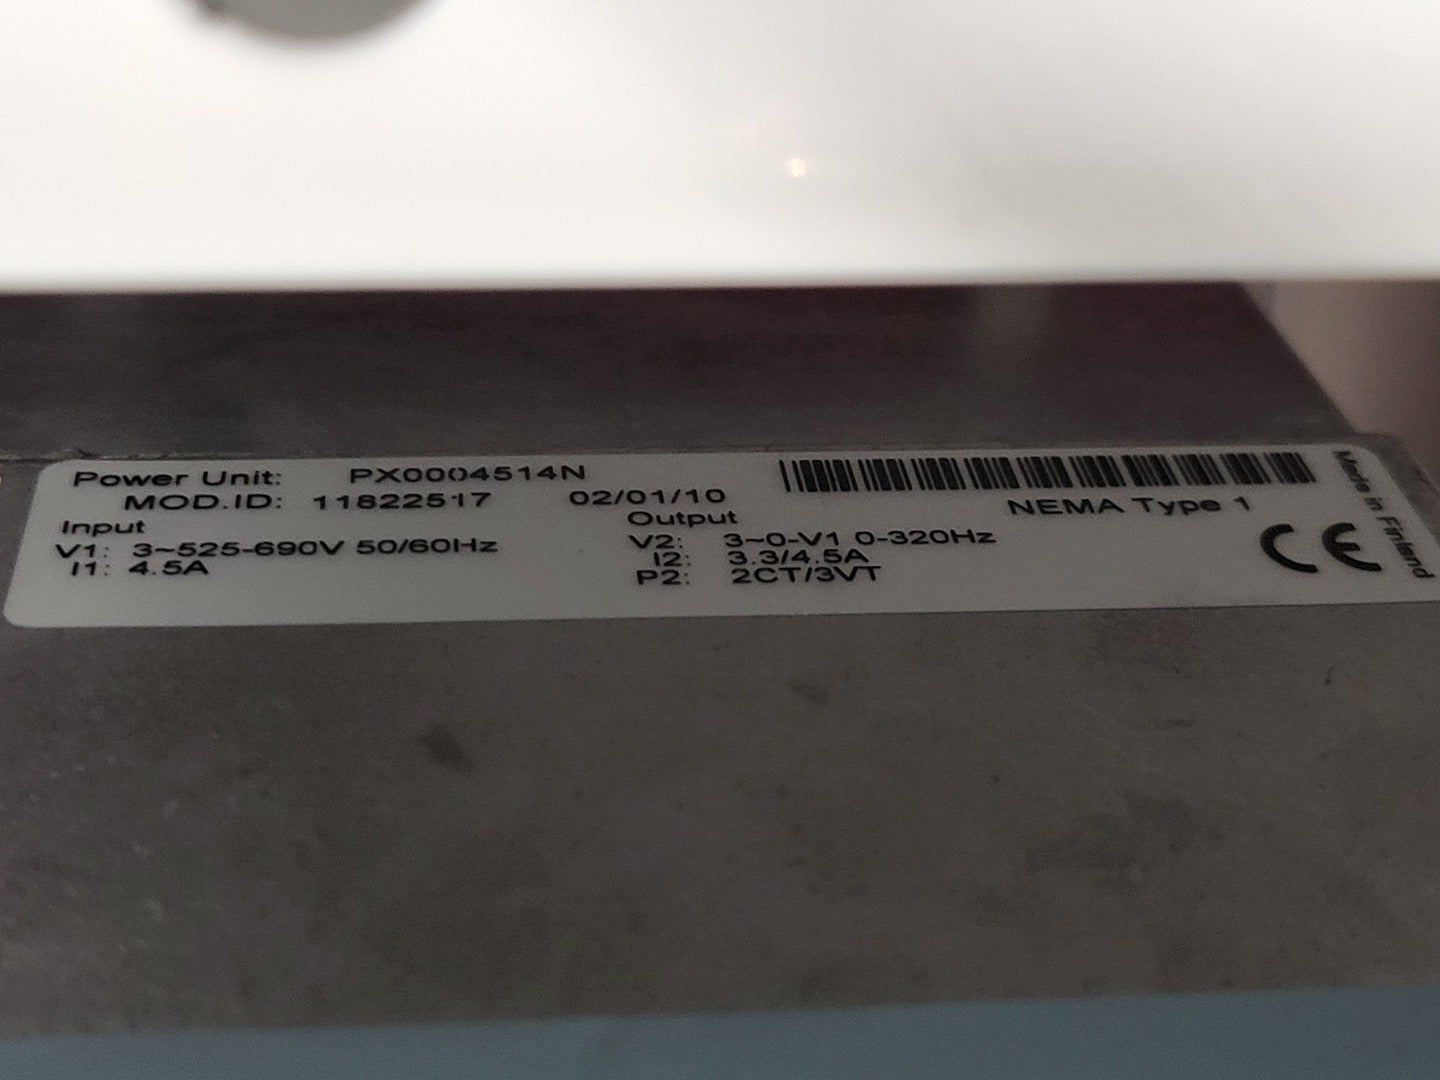 Power Unit: PX0004514N
MOD.ID: 11822517 02/01/10
NEMA Type 1
Input
V1: 3~525-690V 50/60Hz
I1: 4.5A
Output
V2: 3~0-V1 0-320Hz
I2: 3.3/4.5A
P2: 2CT/3VT
CE
Made in Finland